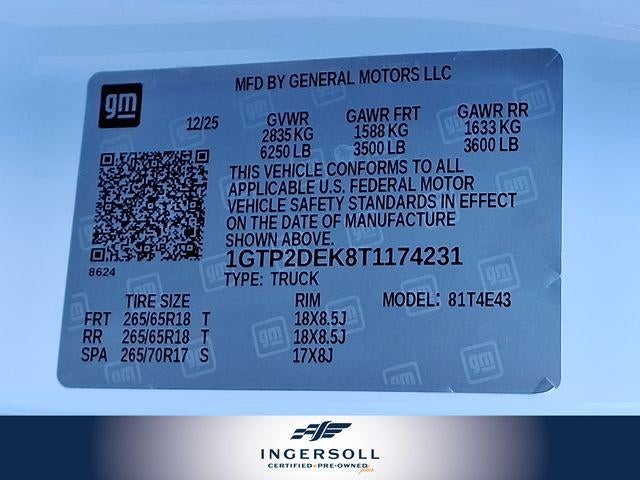 gm
MFD BY GENERAL MOTORS LLC
12/25 GVWR GAWR FRT GAWR RR
2835 KG 1588 KG 1633 KG
6250 LB 3500 LB 3600 LB
THIS VEHICLE CONFORMS TO ALL
APPLICABLE U.S. FEDERAL MOTOR
VEHICLE SAFETY STANDARDS IN EFFECT
ON THE DATE OF MANUFACTURE
SHOWN ABOVE.
8624
1GTP2DEK8T1174231
TYPE: TRUCK MODEL: 81T4E43
TIRE SIZE RIM
FRT 265/65R18 T 18X8.5J
RR 265/65R18 T 18X8.5J
SPA 265/70R17 S 17X8J
INGERSOLL
CERTIFIED • PRE-OWNED plus